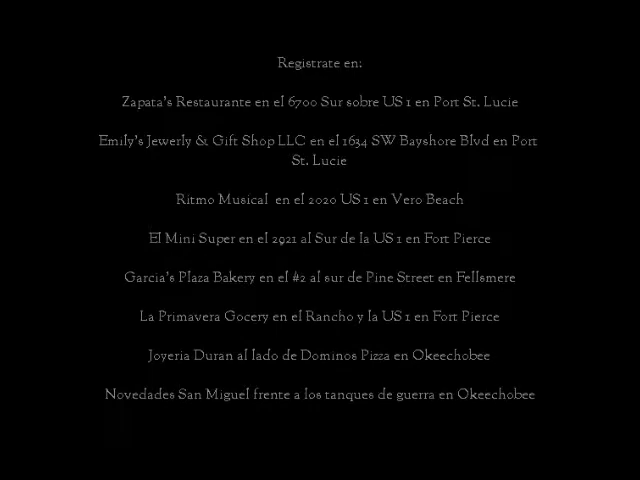 Registrate en:
Zapata's Restaurante en el 6700 Sur sobre US 1 en Port St. Lucie
Emily's Jewerly & Gift Shop LLC en el 1634 SW Bayshore Blvd en Port
St. Lucie
Ritmo Musical en el 2020 US 1 en Vero Beach
El Mini Super en el 2921 al Sur de la US 1 en Fort Pierce
Garcia's Plaza Bakery en el #2 al sur de Pine Street en Fellsmere
La Primavera Gocery en el Rancho y la US 1 en Fort Pierce
Joyeria Duran al lado de Dominos Pizza en Okeechobee
Novedades San Miguel frente a los tanques de guerra en Okeechobee